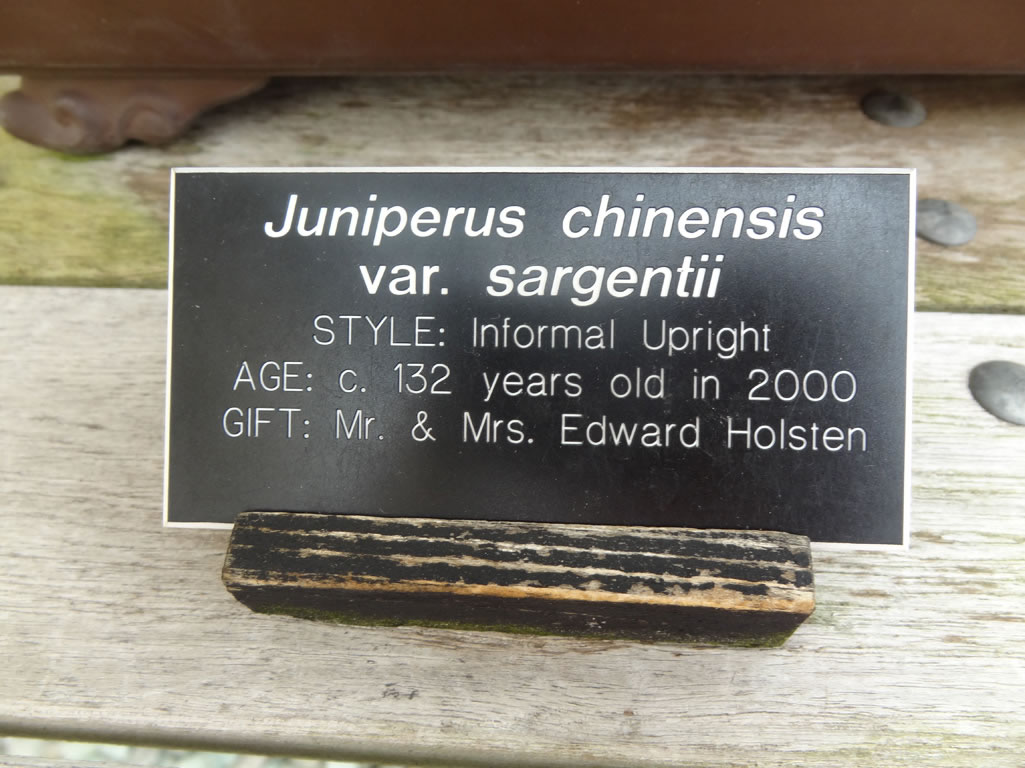 Juniperus chinensis
var. sargentii
STYLE: Informal Upright
AGE: c. 132 years old in 2000
GIFT: Mr. & Mrs. Edward Holsten